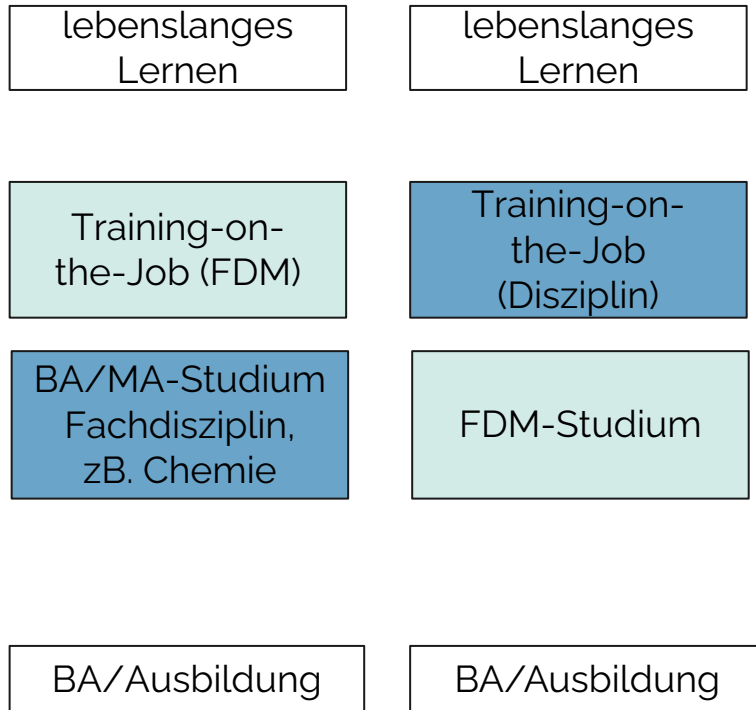 lebenslanges
Lernen
lebenslanges
Lernen
Training-on-
the-Job (FDM)
Training-on-
the-Job
(Disziplin)
BA/MA-Studium
Fachdisziplin,
zB. Chemie
FDM-Studium
BA/Ausbildung
BA/Ausbildung